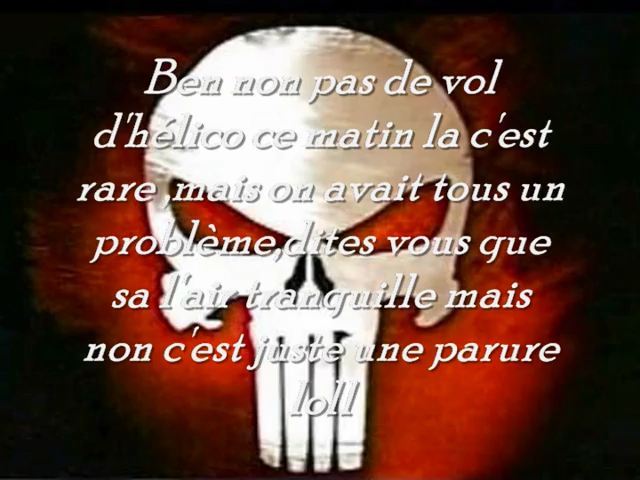 Ben non pas de vol
d'hélico ce matin la c'est
rare ,mais on avait tous un
problème,dites vous que
sa l'air tranquille mais
non c'est juste une parure
loll